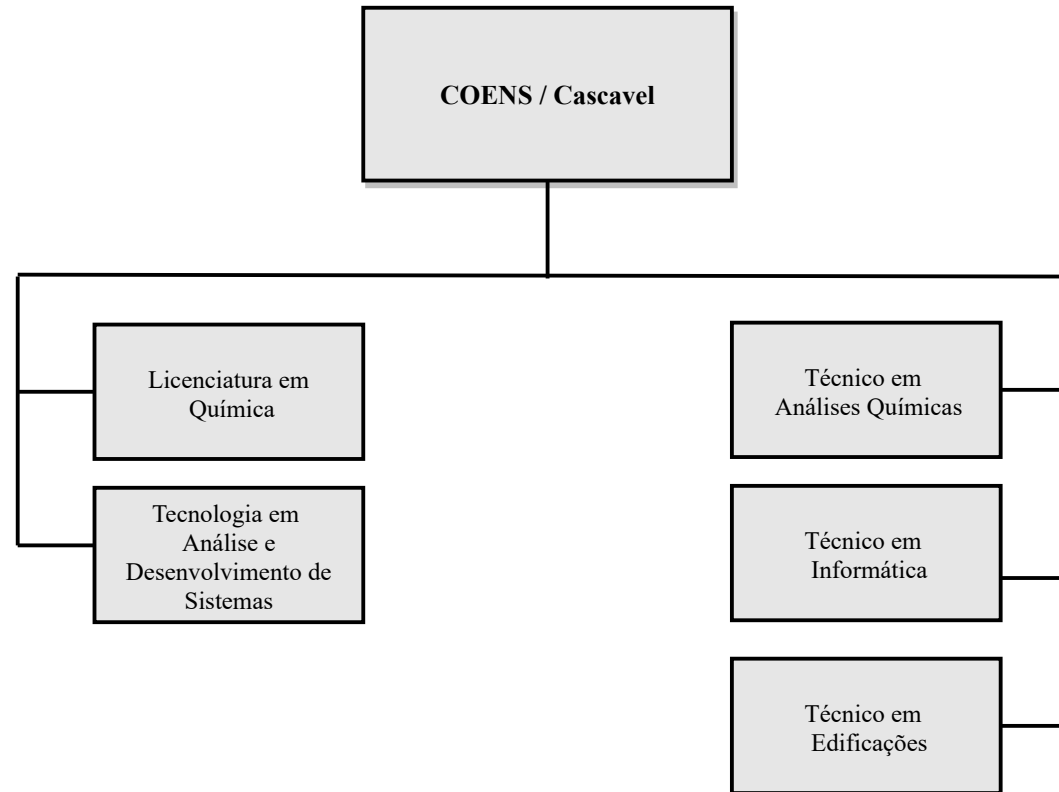 COENS / Cascavel
Licenciatura em
Química
Tecnologia em
Análise e
Desenvolvimento de
Sistemas
Técnico em
Análises Químicas
Técnico em
Informática
Técnico em
Edificações